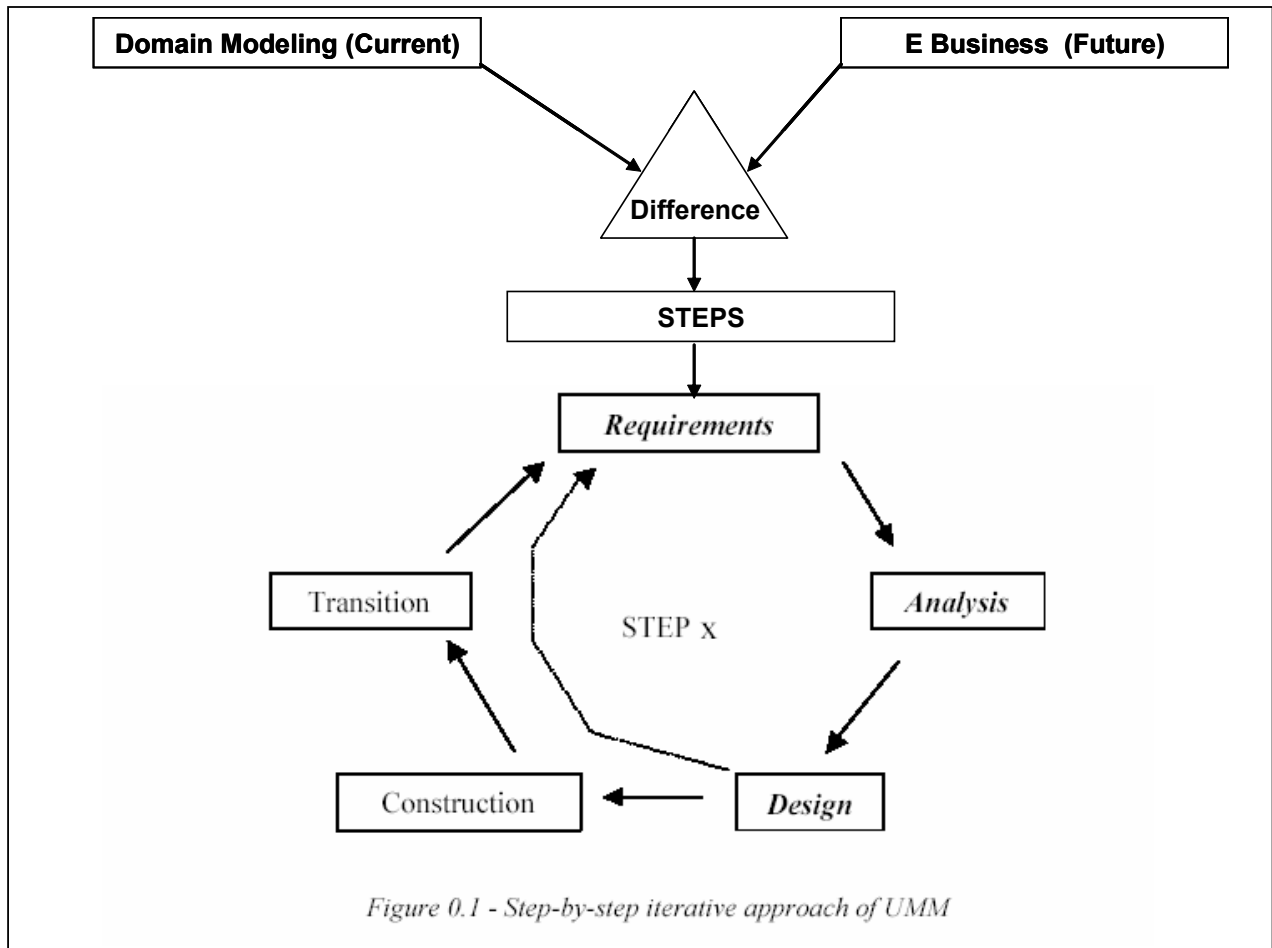 Domain Modeling (Current)
E Business (Future)
Difference
STEPS
Requirements
Transition
Analysis
STEP x
Construction
Design
Figure 0.1 - Step-by-step iterative approach of UMM